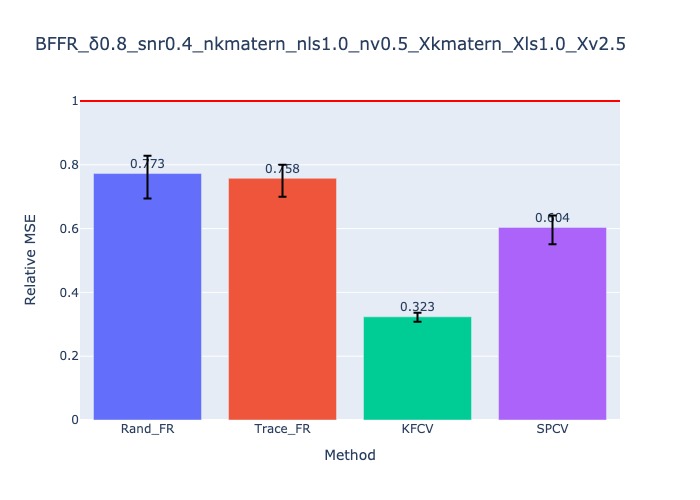 BFFR_δ0.8_snr0.4_nkmatern_nls1.0_nv0.5_Xkmatern_Xls1.0_Xv2.5
1
0.8
0.6
0.4
0.2
0
Relative MSE
0.773
0.758
0.323
0.604
Rand_FR
Trace_FR
KFCV
SPCV
Method